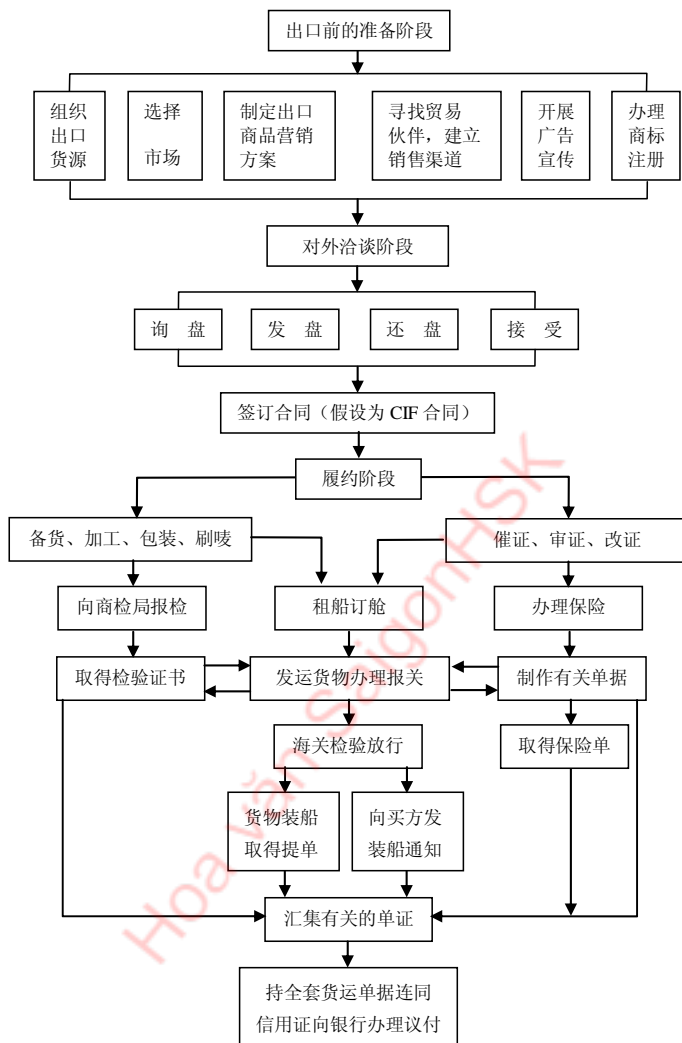 出口前的准备阶段
组织
出口
货源
选择
市场
制定出口
商品营销
方案
寻找贸易
伙伴，建立
销售渠道
开展
广告
宣传
办理
商标
注册
对外洽谈阶段
询 盘
发 盘
还 盘
接 受
签订合同（假设为 CIF 合同）
履约阶段
备货、加工、包装、刷唛
催证、审证、改证
向商检局报检
租船订舱
办理保险
取得检验证书
发运货物办理报关
制作有关单据
海关检验放行
取得保险单
货物装船
取得提单
向买方发
装船通知
汇集有关的单证
持全套货运单据连同
信用证向银行办理议付
Hoa văn SaigonHSK